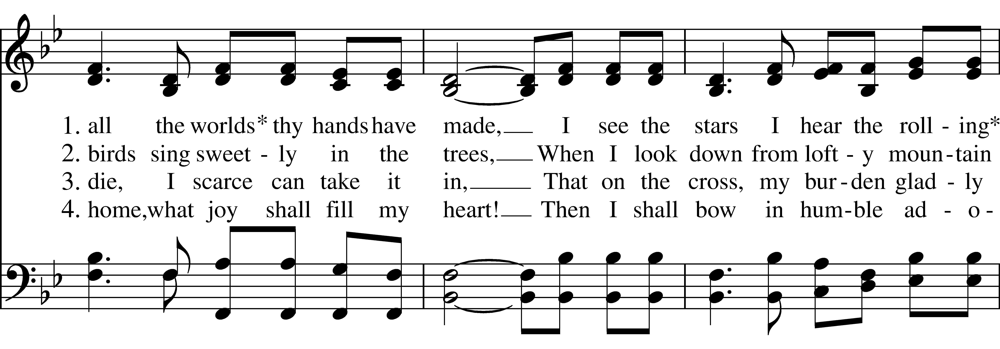 1. all the worlds* thy hands have made, I see the stars I hear the roll - ing*
2. birds sing sweet - ly in the trees, When I look down from loft - y moun - tain
3. die, I scarce can take it in, That on the cross, my bur - den glad - ly
4. home, what joy shall fill my heart! Then I shall bow in hum - ble ad - o -